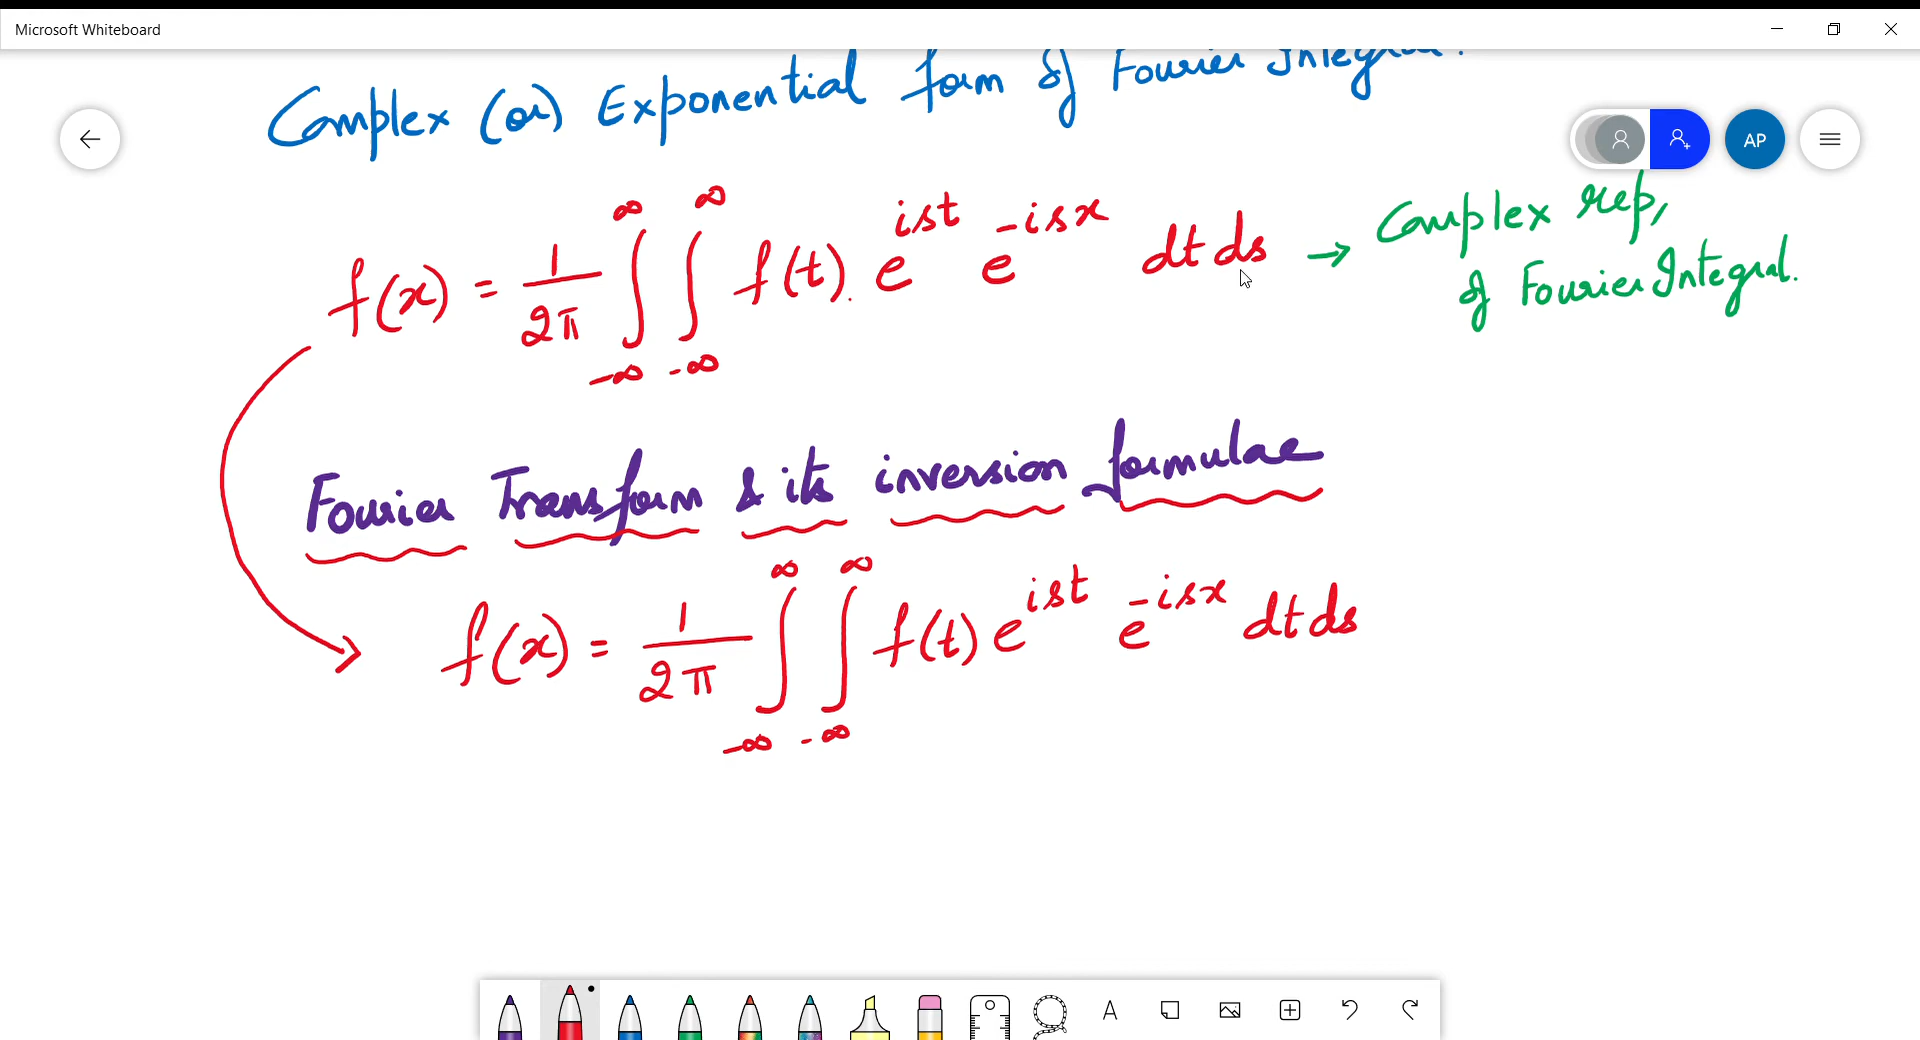 Microsoft Whiteboard
Complex (or) Exponential form of Fourier Integral.
AP
f(x) = 1/2π ∫_{-∞}^{∞} ∫_{-∞}^{∞} f(t). e^{ist} e^{-isx} dt ds → Complex rep,
of Fourier Integral.
Fourier Transform & its inversion formulae
f(x) = 1/2π ∫_{-∞}^{∞} ∫_{-∞}^{∞} f(t) e^{ist} e^{-isx} dt ds